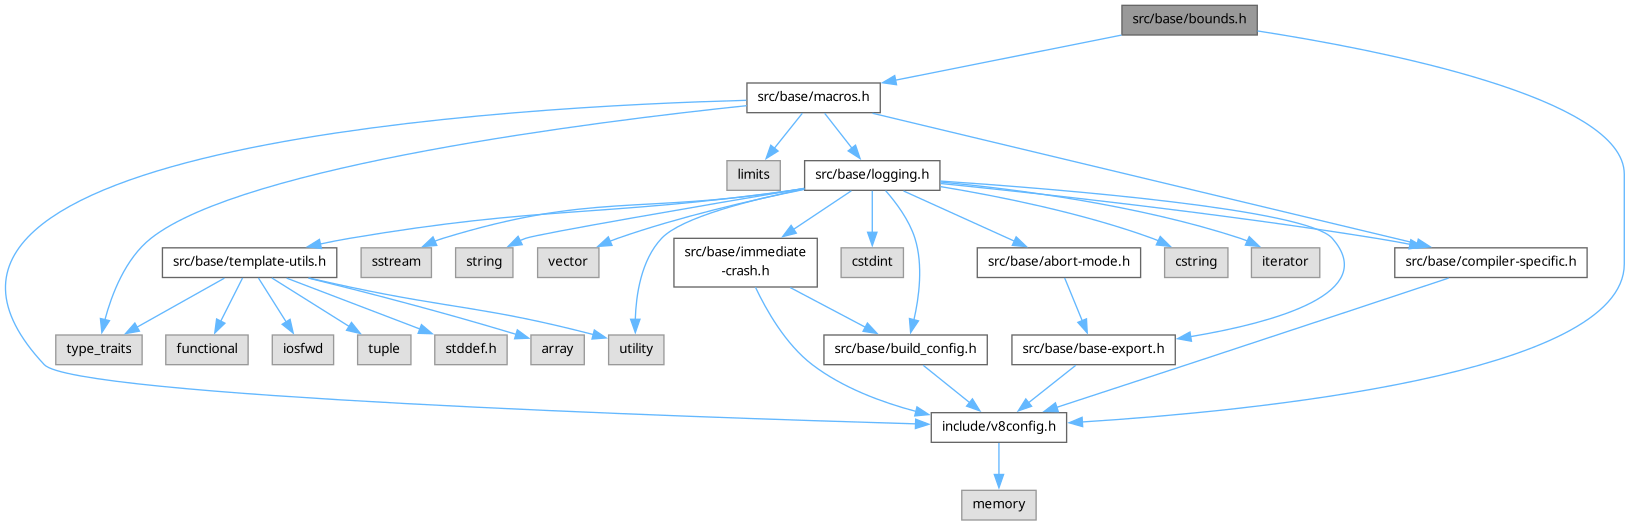 src/base/bounds.h
src/base/macros.h
limits
src/base/logging.h
src/base/template-utils.h
sstream
string
vector
src/base/immediate
-crash.h
cstdint
src/base/abort-mode.h
cstring
iterator
src/base/compiler-specific.h
type_traits
functional
iosfwd
tuple
stddef.h
array
utility
src/base/build_config.h
src/base/base-export.h
include/v8config.h
memory